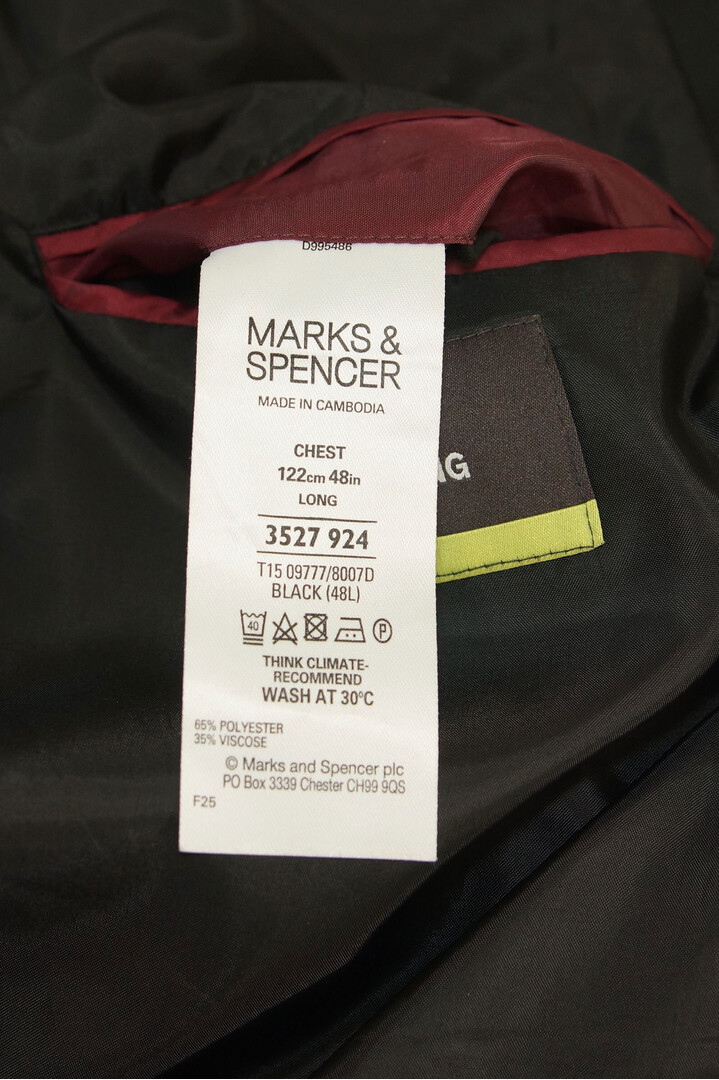 D995486
MARKS &
SPENCER
MADE IN CAMBODIA
CHEST
122cm 48in
LONG
3527 924
T15 09777/8007D
BLACK (48L)
40
P
THINK CLIMATE-
RECOMMEND
WASH AT 30°C
65% POLYESTER
35% VISCOSE
© Marks and Spencer plc
PO Box 3339 Chester CH99 9QS
F25